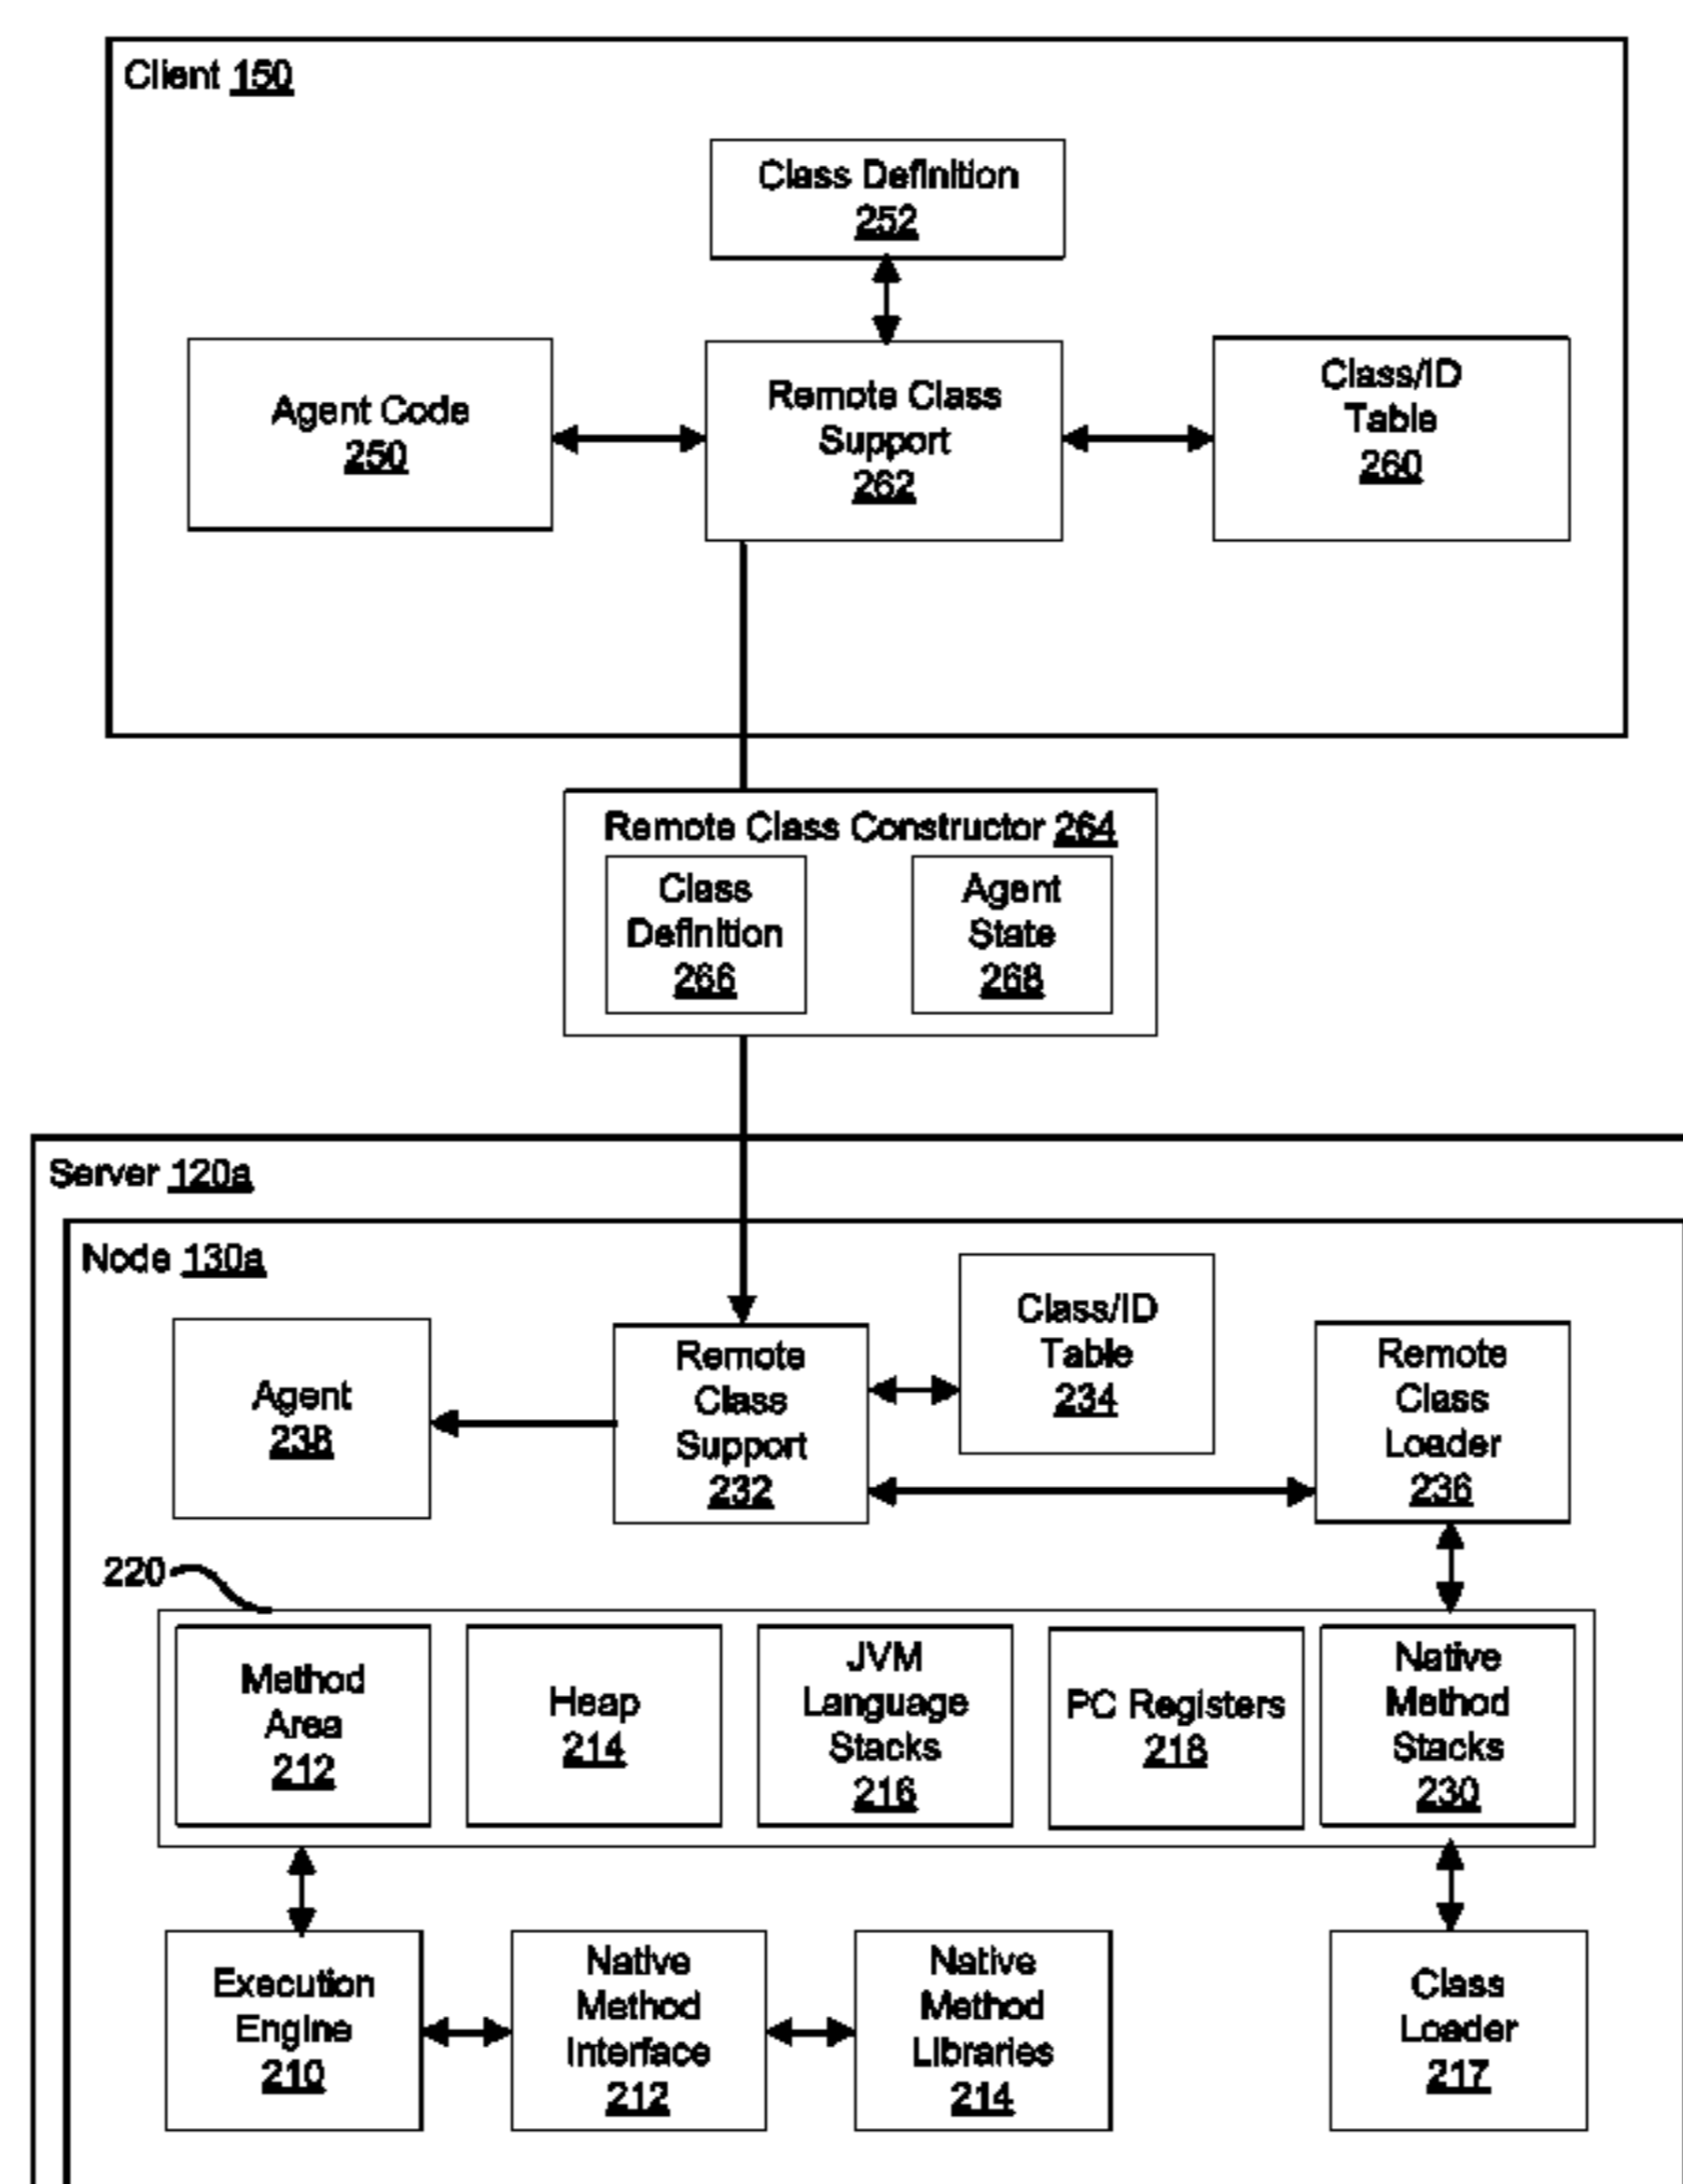 Client 150
Class Definition
252
Agent Code
250
Remote Class
Support
262
Class/ID
Table
260
Remote Class Constructor 264
Class
Definition
266
Agent
State
268
Server 120a
Node 130a
Agent
238
Remote
Class
Support
232
Class/ID
Table
234
Remote
Class
Loader
236
220
Method
Area
212
Heap
214
JVM
Language
Stacks
216
PC Registers
218
Native
Method
Stacks
230
Execution
Engine
210
Native
Method
Interface
212
Native
Method
Libraries
214
Class
Loader
217